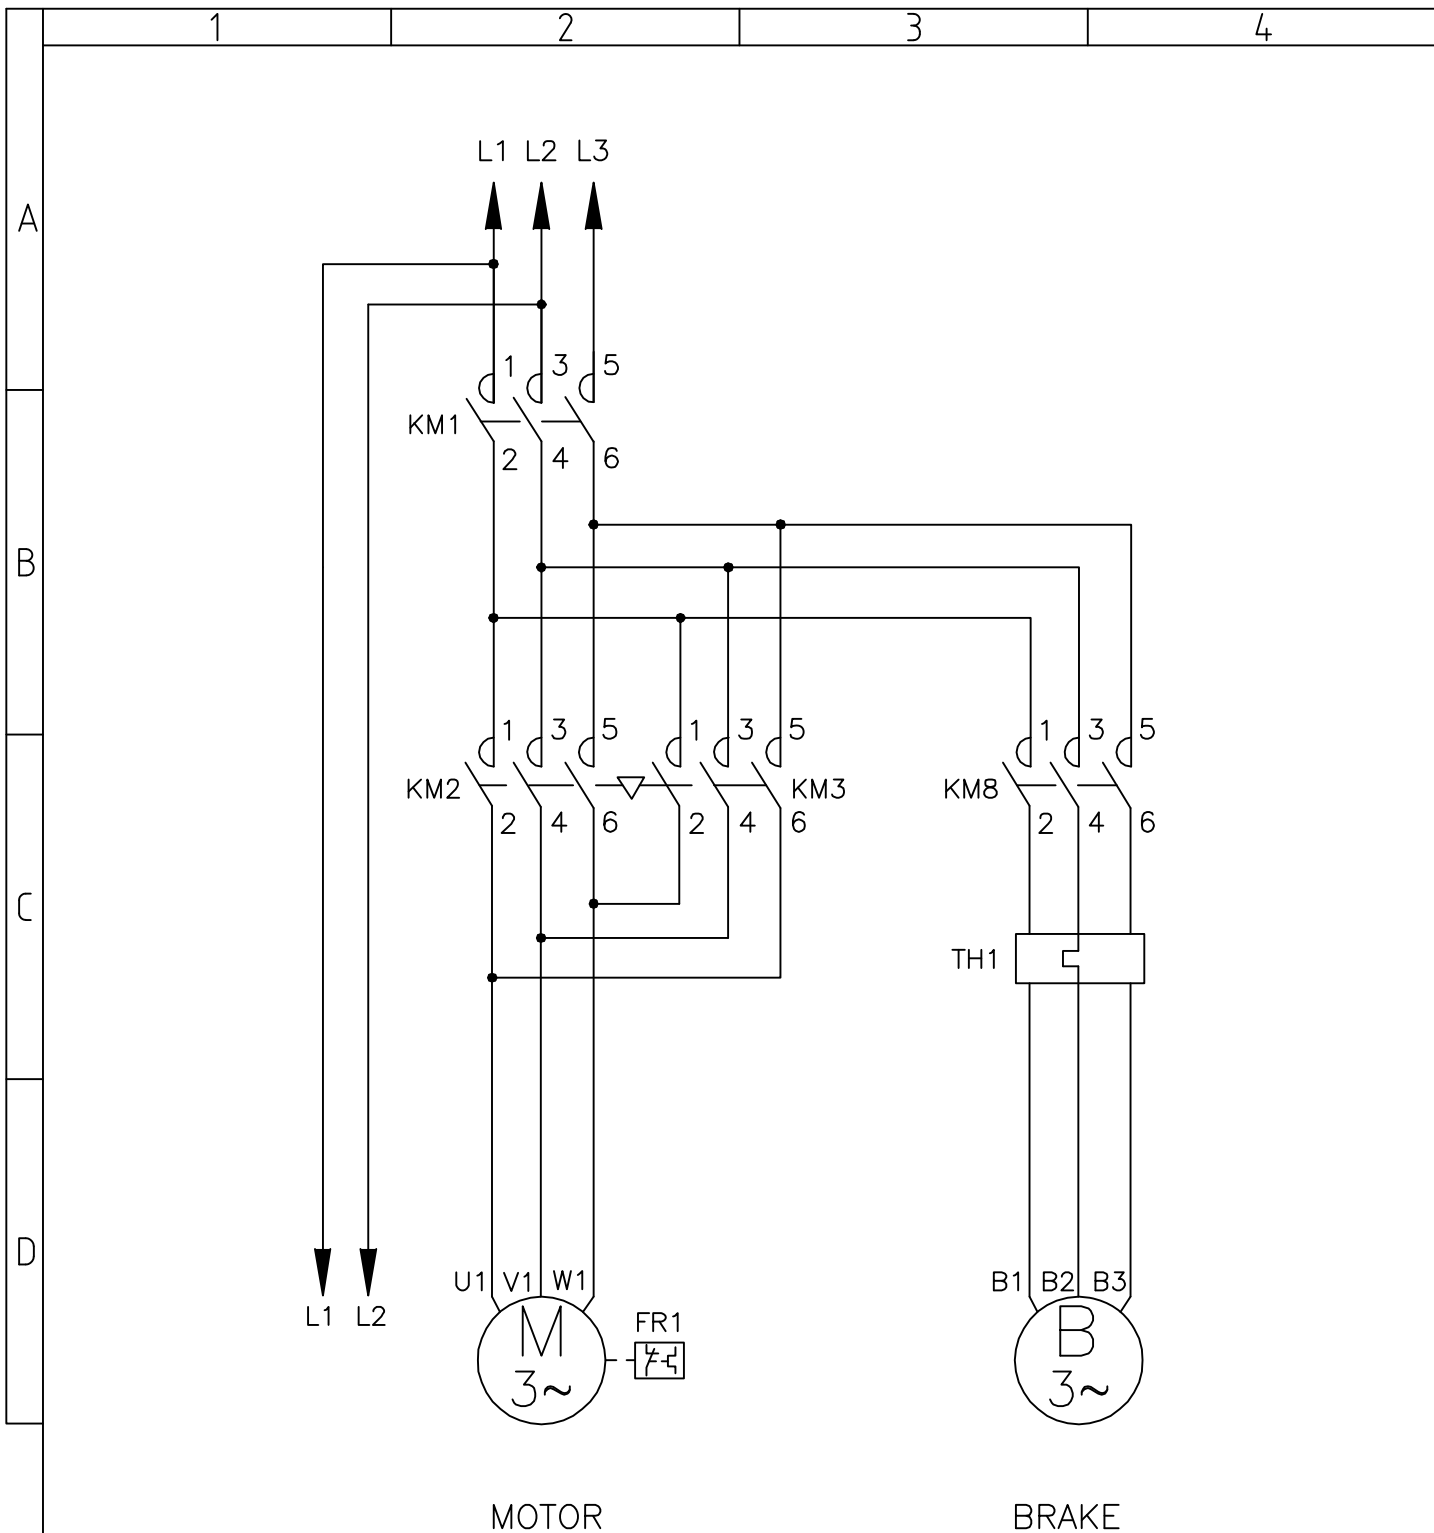 1 2 3 4
L1 L2 L3
A
1 3 5
KM1
2 4 6
B
1 3 5 1 3 5 1 3 5
KM2 KM3 KM8
2 4 6 2 4 6 2 4 6
C
TH1
D
U1 V1 W1 B1 B2 B3
L1 L2
M FR1 B
3~ 3~
MOTOR BRAKE